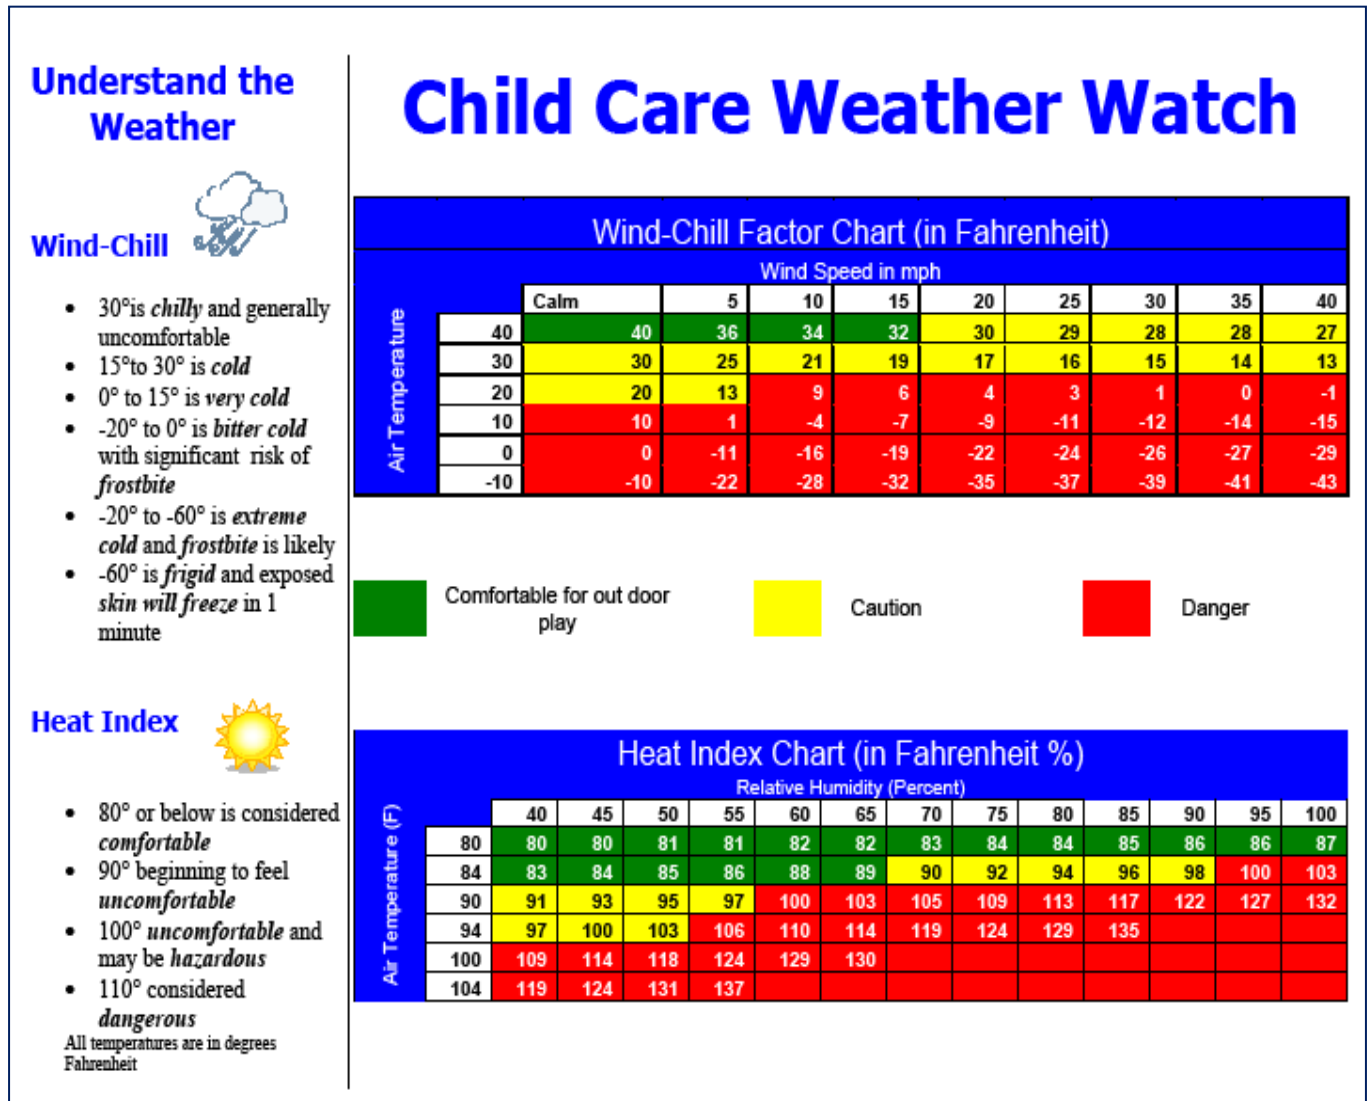 Understand the
Weather
Wind-Chill
• 30°is chilly and generally
uncomfortable
• 15°to 30° is cold
• 0° to 15° is very cold
• -20° to 0° is bitter cold
with significant risk of
frostbite
• -20° to -60° is extreme
cold and frostbite is likely
• -60° is frigid and exposed
skin will freeze in 1
minute
Heat Index
• 80° or below is considered
comfortable
• 90° beginning to feel
uncomfortable
• 100° uncomfortable and
may be hazardous
• 110° considered
dangerous
All temperatures are in degrees
Fahrenheit
Child Care Weather Watch
Wind-Chill Factor Chart (in Fahrenheit)
Wind Speed in mph
Air Temperature
Calm 5 10 15 20 25 30 35 40
40 40 36 34 32 30 29 28 28 27
30 30 25 21 19 17 16 15 14 13
20 20 13 9 6 4 3 1 0 -1
10 10 1 -4 -7 -9 -11 -12 -14 -15
0 0 -11 -16 -19 -22 -24 -26 -27 -29
-10 -10 -22 -28 -32 -35 -37 -39 -41 -43
Comfortable for out door
play
Caution
Danger
Heat Index Chart (in Fahrenheit %)
Relative Humidity (Percent)
Air Temperature (F)
40 45 50 55 60 65 70 75 80 85 90 95 100
80 80 80 81 81 82 82 83 84 84 85 86 86 87
84 83 84 85 86 88 89 90 92 94 96 98 100 103
90 91 93 95 97 100 103 105 109 113 117 122 127 132
94 97 100 103 106 110 114 119 124 129 135
100 109 114 118 124 129 130
104 119 124 131 137